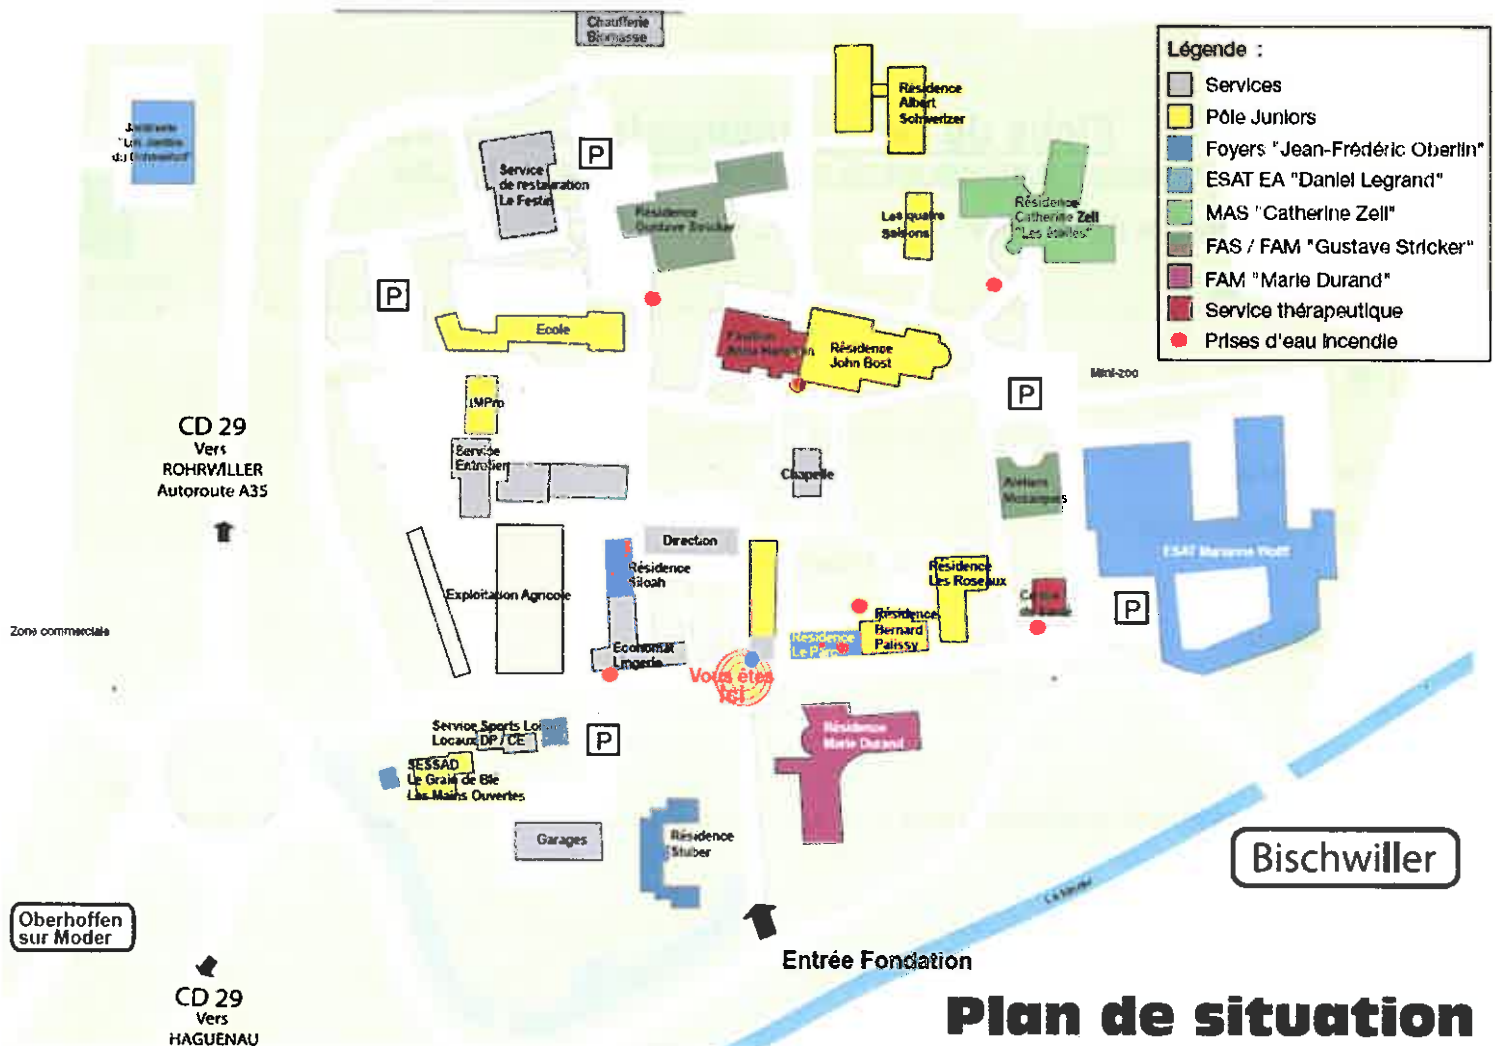 Chaufferie
Biomasse
Légende :
Services
Pôle Juniors
Foyers "Jean-Frédéric Oberlin"
ESAT EA "Daniel Legrand"
MAS "Catherine Zell"
FAS / FAM "Gustave Stricker"
FAM "Marie Durand"
Service thérapeutique
Prises d'eau Incendie
Résidence
Albert
Schweitzer
P
Service
de restauration
Le Festin
Résidence
Gustave Stricker
Les quatre
Saisons
Résidence
Catherine Zell
"Les étoiles"
P
Ecole
Pavillon
Résidence
John Bost
Mini-zoo
P
IMPro
CD 29
Vers
ROHRWILLER
Autoroute A35
Service
Entretien
Chapelle
Ateliers
Mosaïques
Direction
ESAT Marianne Wolff
Résidence
Siloah
Exploitation Agricole
Résidence
Les Roseaux
Centre
P
Zone commerciale
Résidence
Bernard
Palissy
Résidence
Le Parc
Economat
Lingerie
Vous êtes
ici
Service Sports
Locaux DP / CE
P
Résidence
Marie Durand
SESSAD
Le Grain de Blé
Les Mains Ouvertes
Garages
Résidence
Stuber
Bischwiller
Oberhoffen
sur Moder
Entrée Fondation
CD 29
Vers
HAGUENAU
Plan de situation